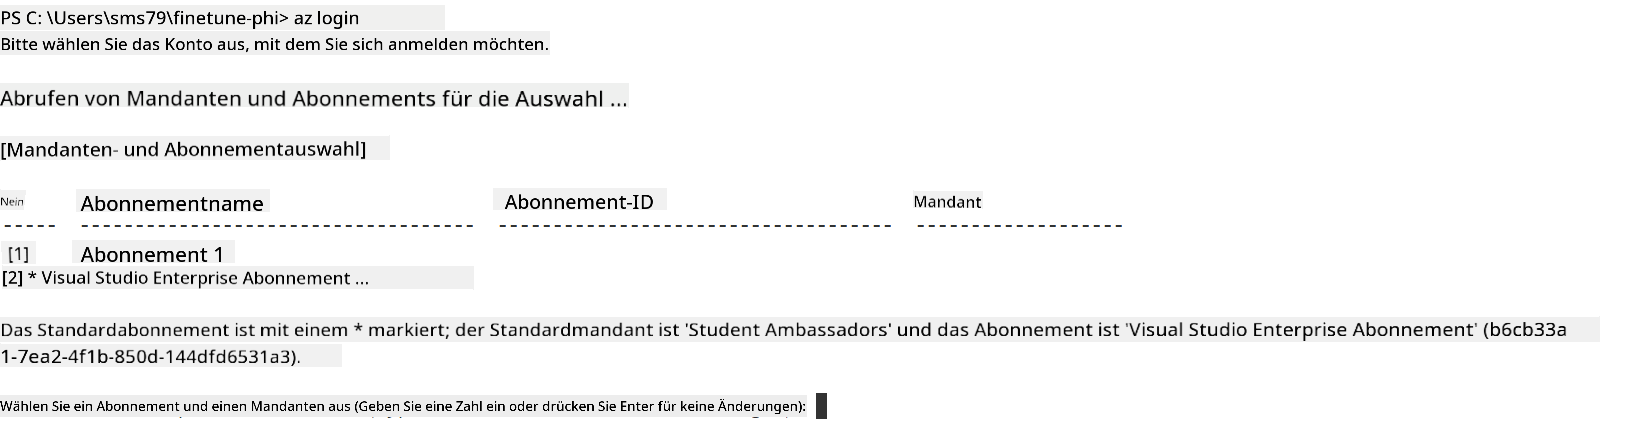 PS C: \Users\sms79\finetune-phi> az login
Bitte wählen Sie das Konto aus, mit dem Sie sich anmelden möchten.
Abrufen von Mandanten und Abonnements für die Auswahl ...
[Mandanten- und Abonnementauswahl]
Nein Abonnementname Abonnement-ID Mandant
----- --------------------------------- --------------------------------- ------------------
[1] Abonnement 1
[2] * Visual Studio Enterprise Abonnement ...
Das Standardabonnement ist mit einem * markiert; der Standardmandant ist 'Student Ambassadors' und das Abonnement ist 'Visual Studio Enterprise Abonnement' (b6cb33a
1-7ea2-4f1b-850d-144dfd6531a3).
Wählen Sie ein Abonnement und einen Mandanten aus (Geben Sie eine Zahl ein oder drücken Sie Enter für keine Änderungen):